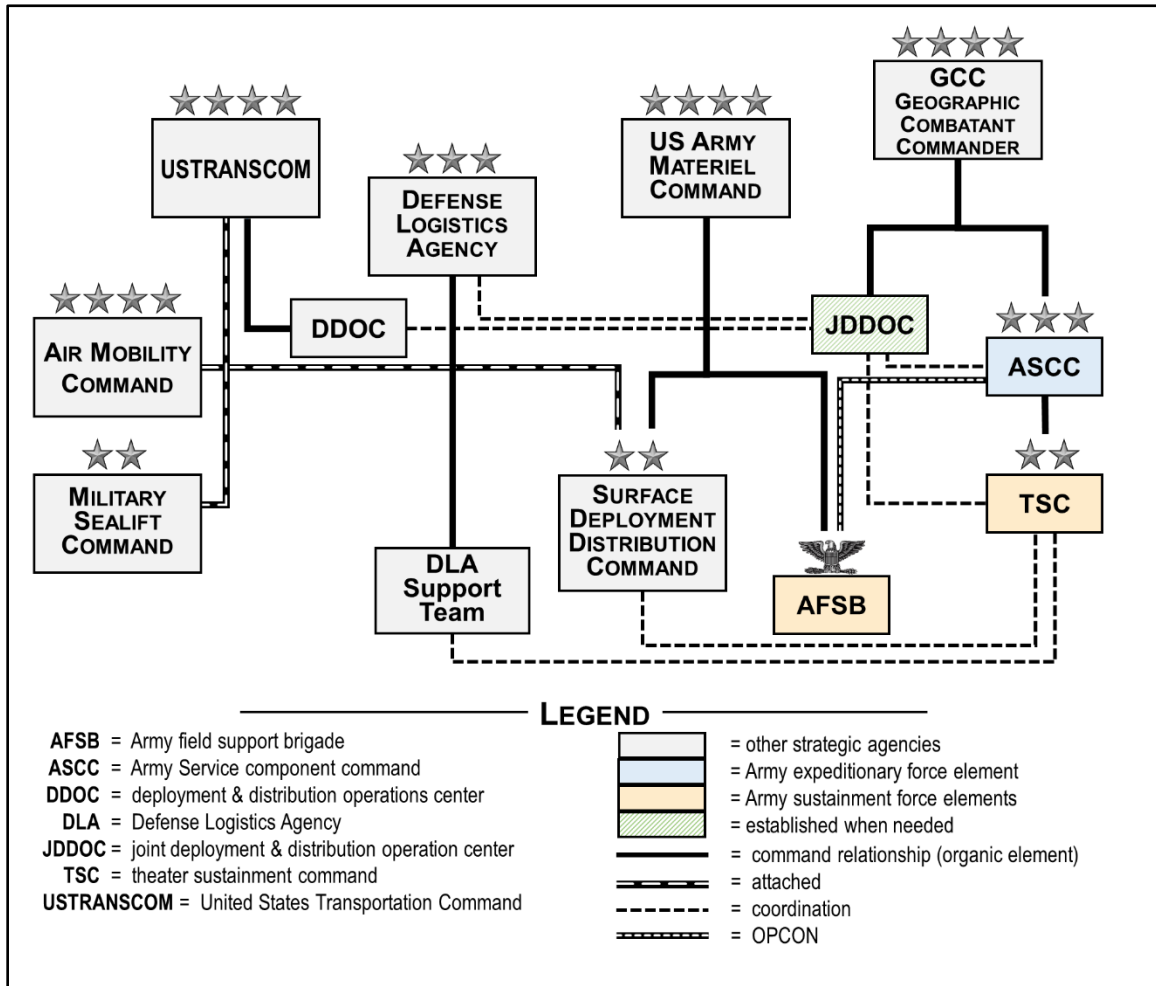 GCC
GEOGRAPHIC
COMBATANT
COMMANDER
USTRANSCOM
US ARMY
MATERIEL
COMMAND
DEFENSE
LOGISTICS
AGENCY
DDOC
JDDOC
AIR MOBILITY
COMMAND
ASCC
MILITARY
SEALIFT
COMMAND
SURFACE
DEPLOYMENT
DISTRIBUTION
COMMAND
TSC
DLA
Support
Team
AFSB
LEGEND
AFSB = Army field support brigade
ASCC = Army Service component command
DDOC = deployment & distribution operations center
DLA = Defense Logistics Agency
JDDOC = joint deployment & distribution operation center
TSC = theater sustainment command
USTRANSCOM = United States Transportation Command
= other strategic agencies
= Army expeditionary force element
= Army sustainment force elements
= established when needed
= command relationship (organic element)
= attached
= coordination
= OPCON